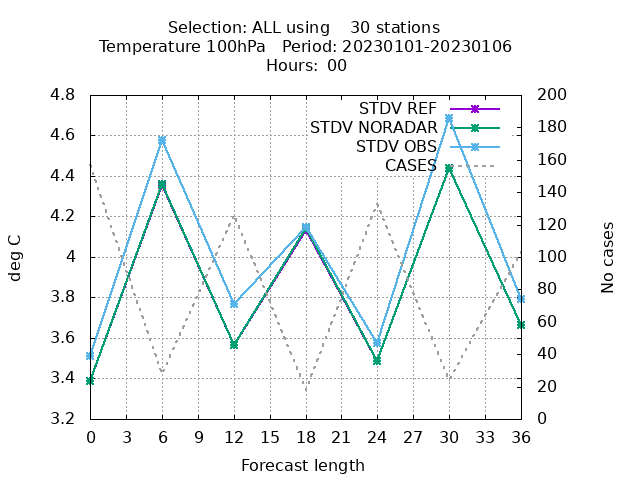 Selection: ALL using 30 stations
Temperature 100hPa Period: 20230101-20230106
Hours: 00
STDV REF
STDV NORADAR
STDV OBS
CASES
4.8
4.6
4.4
4.2
4
3.8
3.6
3.4
3.2
deg C
200
180
160
140
120
100
80
60
40
20
0
No cases
0 3 6 9 12 15 18 21 24 27 30 33 36
Forecast length